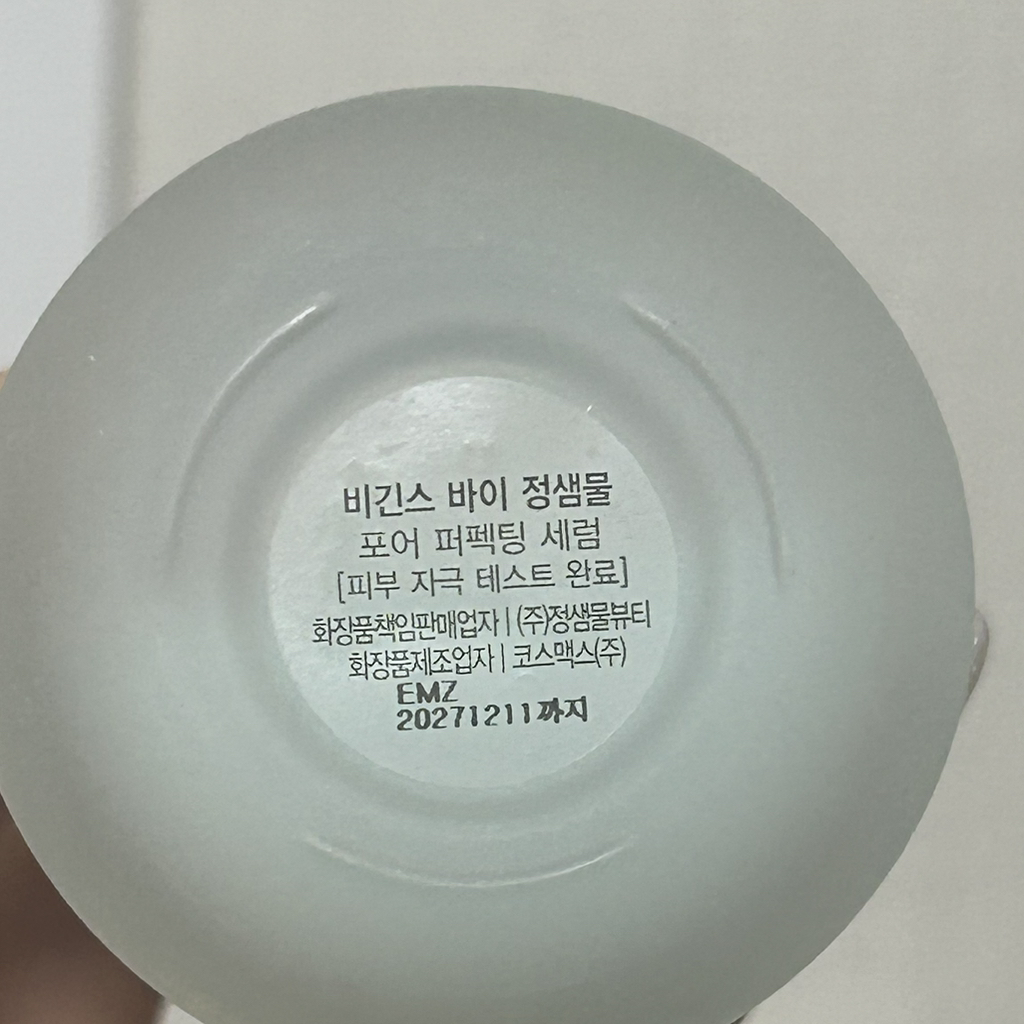 비긴스 바이 정샘물
포어 퍼펙팅 세럼
[피부 자극 테스트 완료]
화장품책임판매업자 | (주)정샘물뷰티
화장품제조업자 | 코스맥스(주)
EMZ
20271211까지